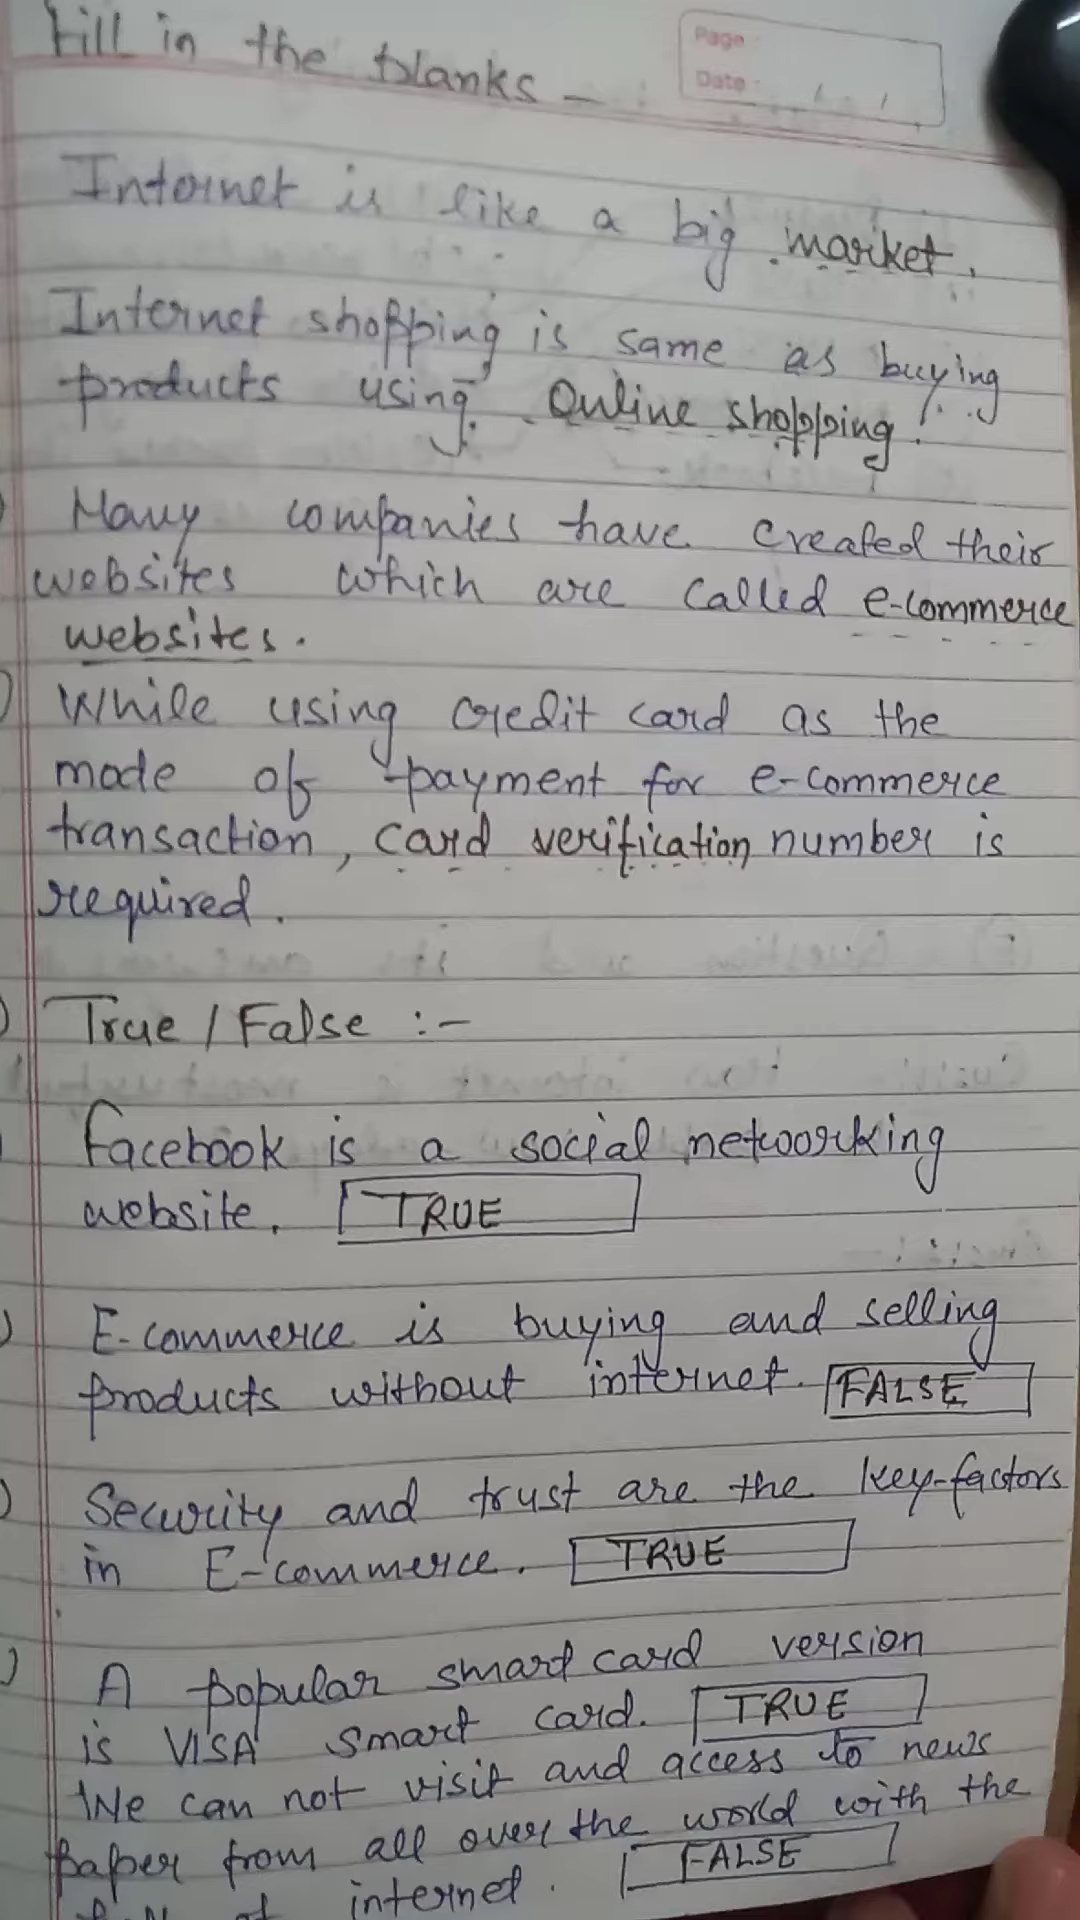 Fill in the blanks -
Page :
Date : / /
Internet is like a big market.
Internet shopping is same as buying
products using Online shopping.
Many companies have created their
websites which are called e-commerce
websites.
While using credit card as the
mode of payment for e-commerce
transaction, card verification number is
required.
True / False :-
Facebook is a social networking
website. TRUE
E-commerce is buying and selling
products without internet. FALSE
Security and trust are the key-factors
in E-commerce. TRUE
A popular smart card version
is VISA smart card. TRUE
We can not visit and access to news
paper from all over the world with the
internet. FALSE